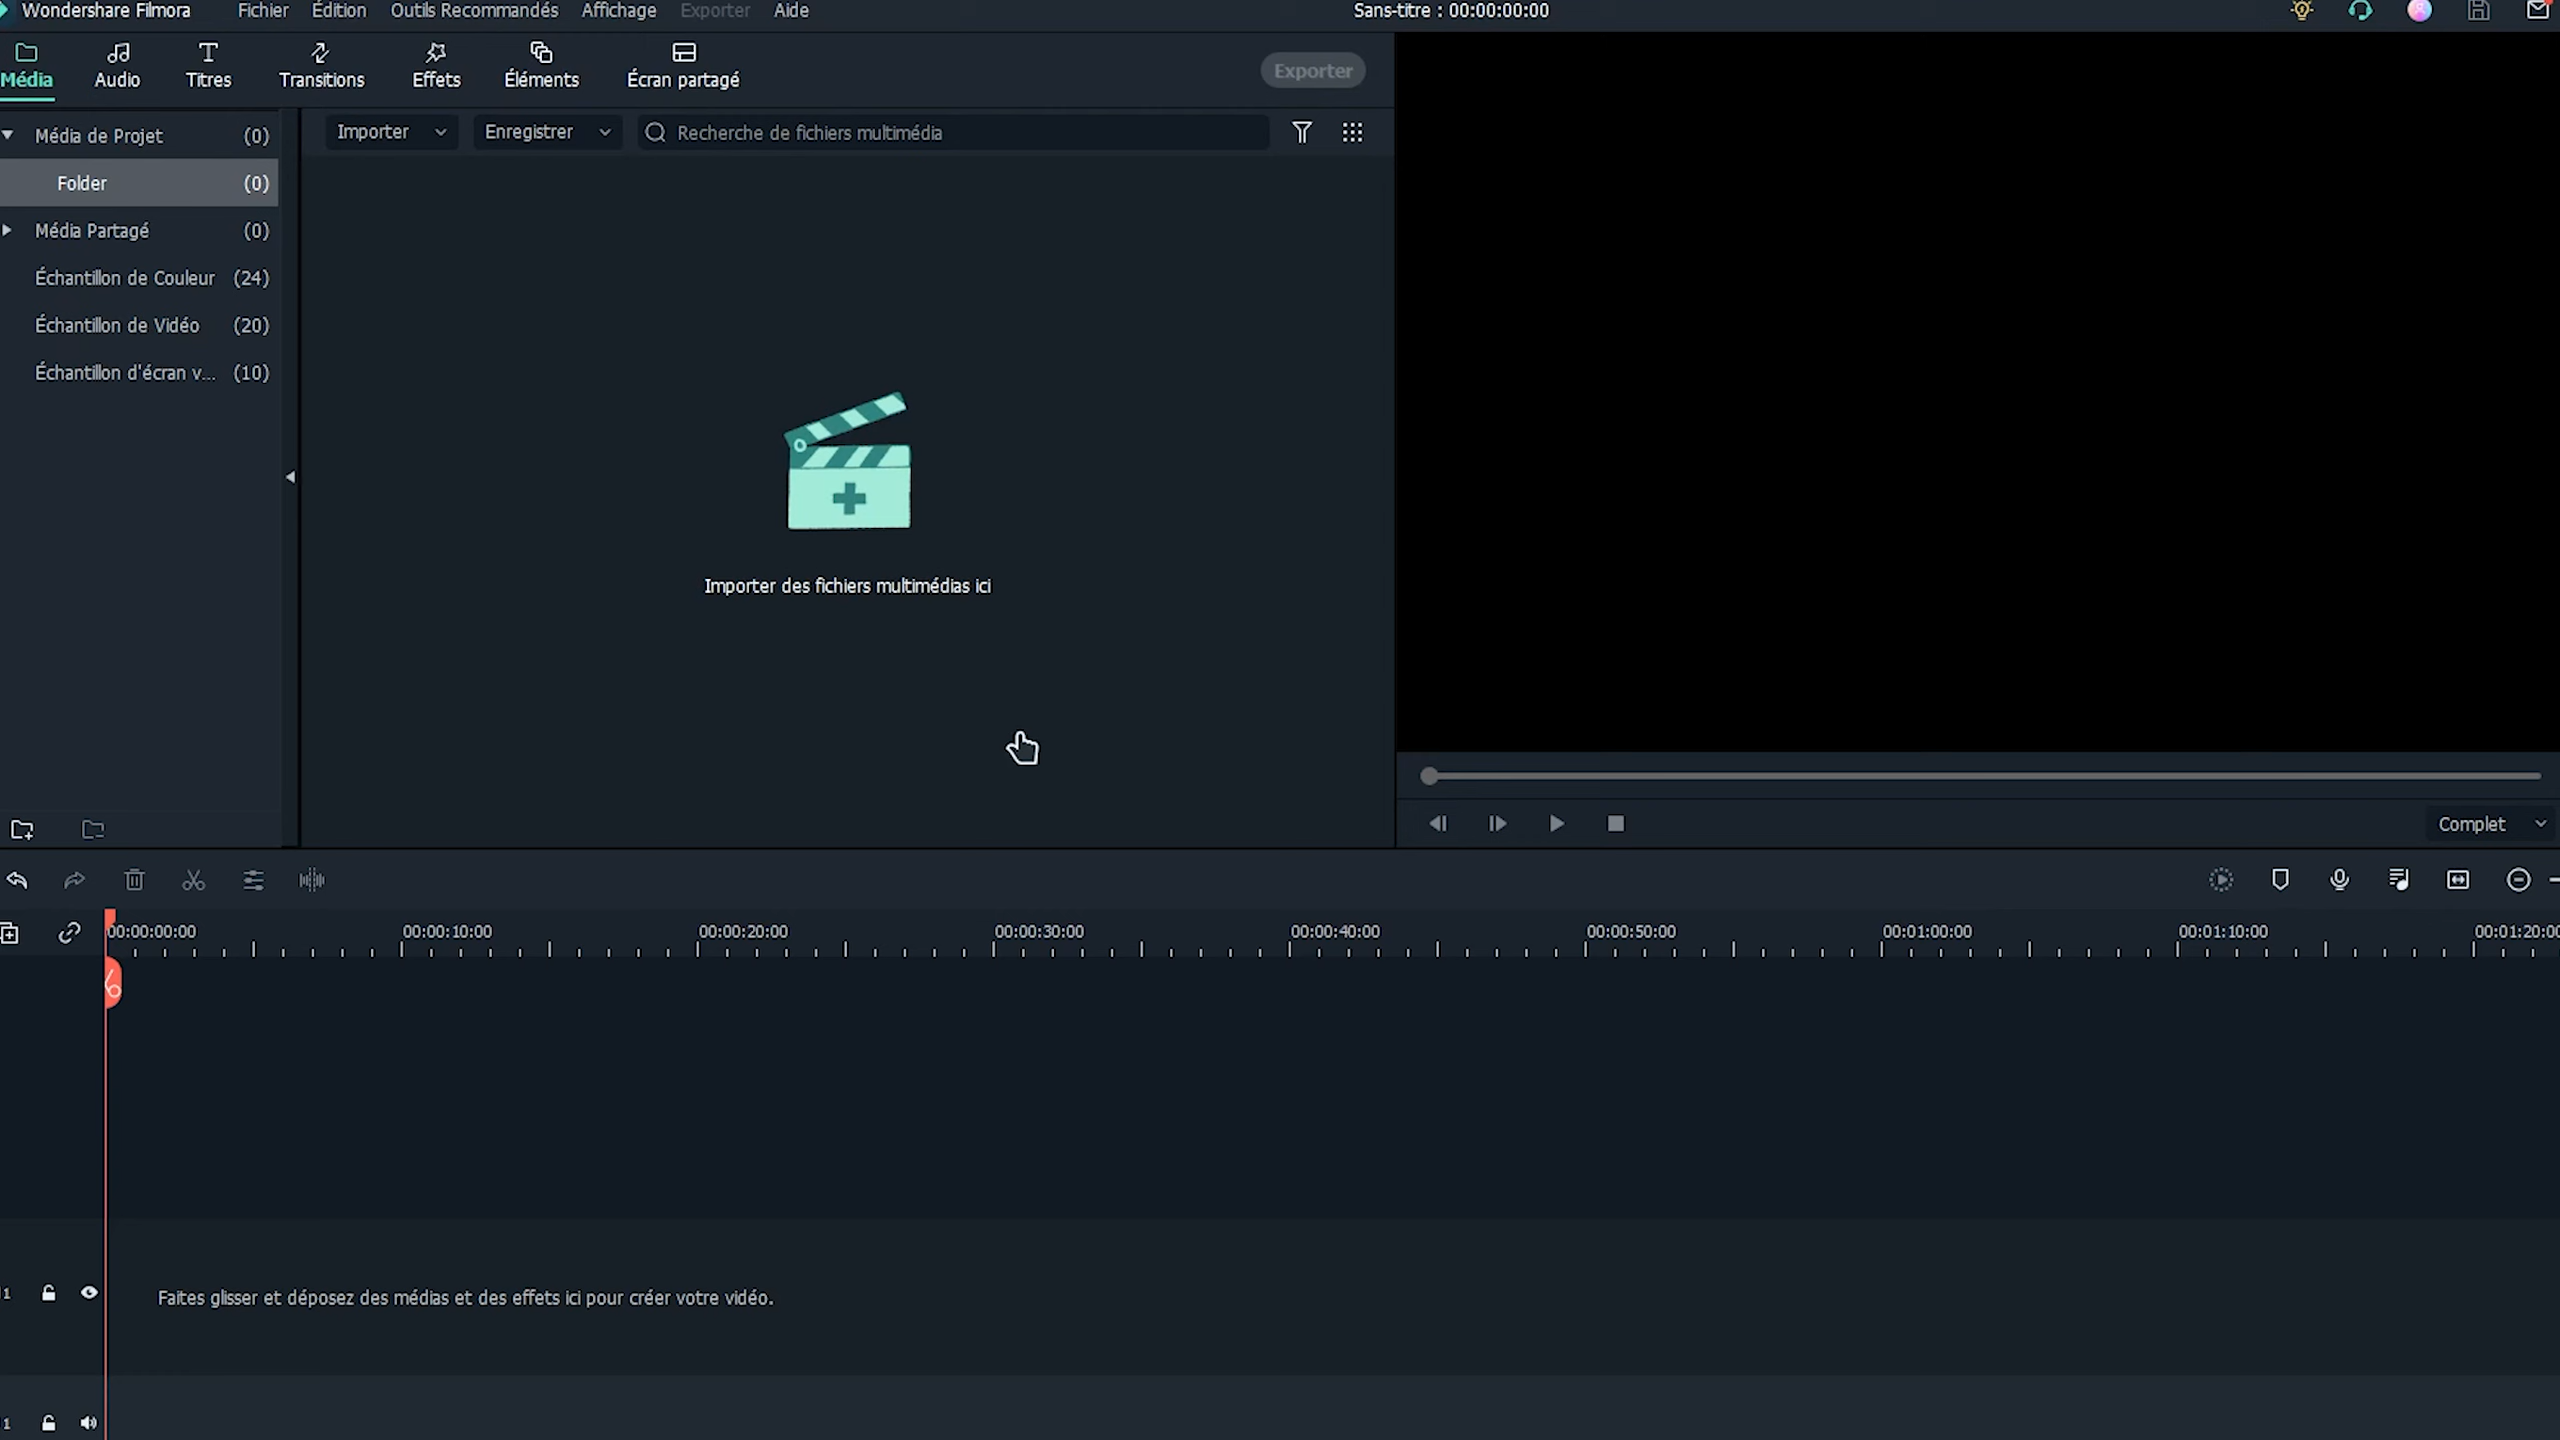 Wondershare Filmora Fichier Édition Outils Recommandés Affichage Exporter Aide Sans-titre : 00:00:00:00
Média Audio Titres Transitions Effets Éléments Écran partagé Exporter
Média de Projet (0)
Folder (0)
Média Partagé (0)
Échantillon de Couleur (24)
Échantillon de Vidéo (20)
Échantillon d'écran v... (10)
Importer Enregistrer Recherche de fichiers multimédia
Importer des fichiers multimédias ici
Complet
00:00:00:00 00:00:10:00 00:00:20:00 00:00:30:00 00:00:40:00 00:00:50:00 00:01:00:00 00:01:10:00 00:01:20:00
1 Faites glisser et déposez des médias et des effets ici pour créer votre vidéo.
1